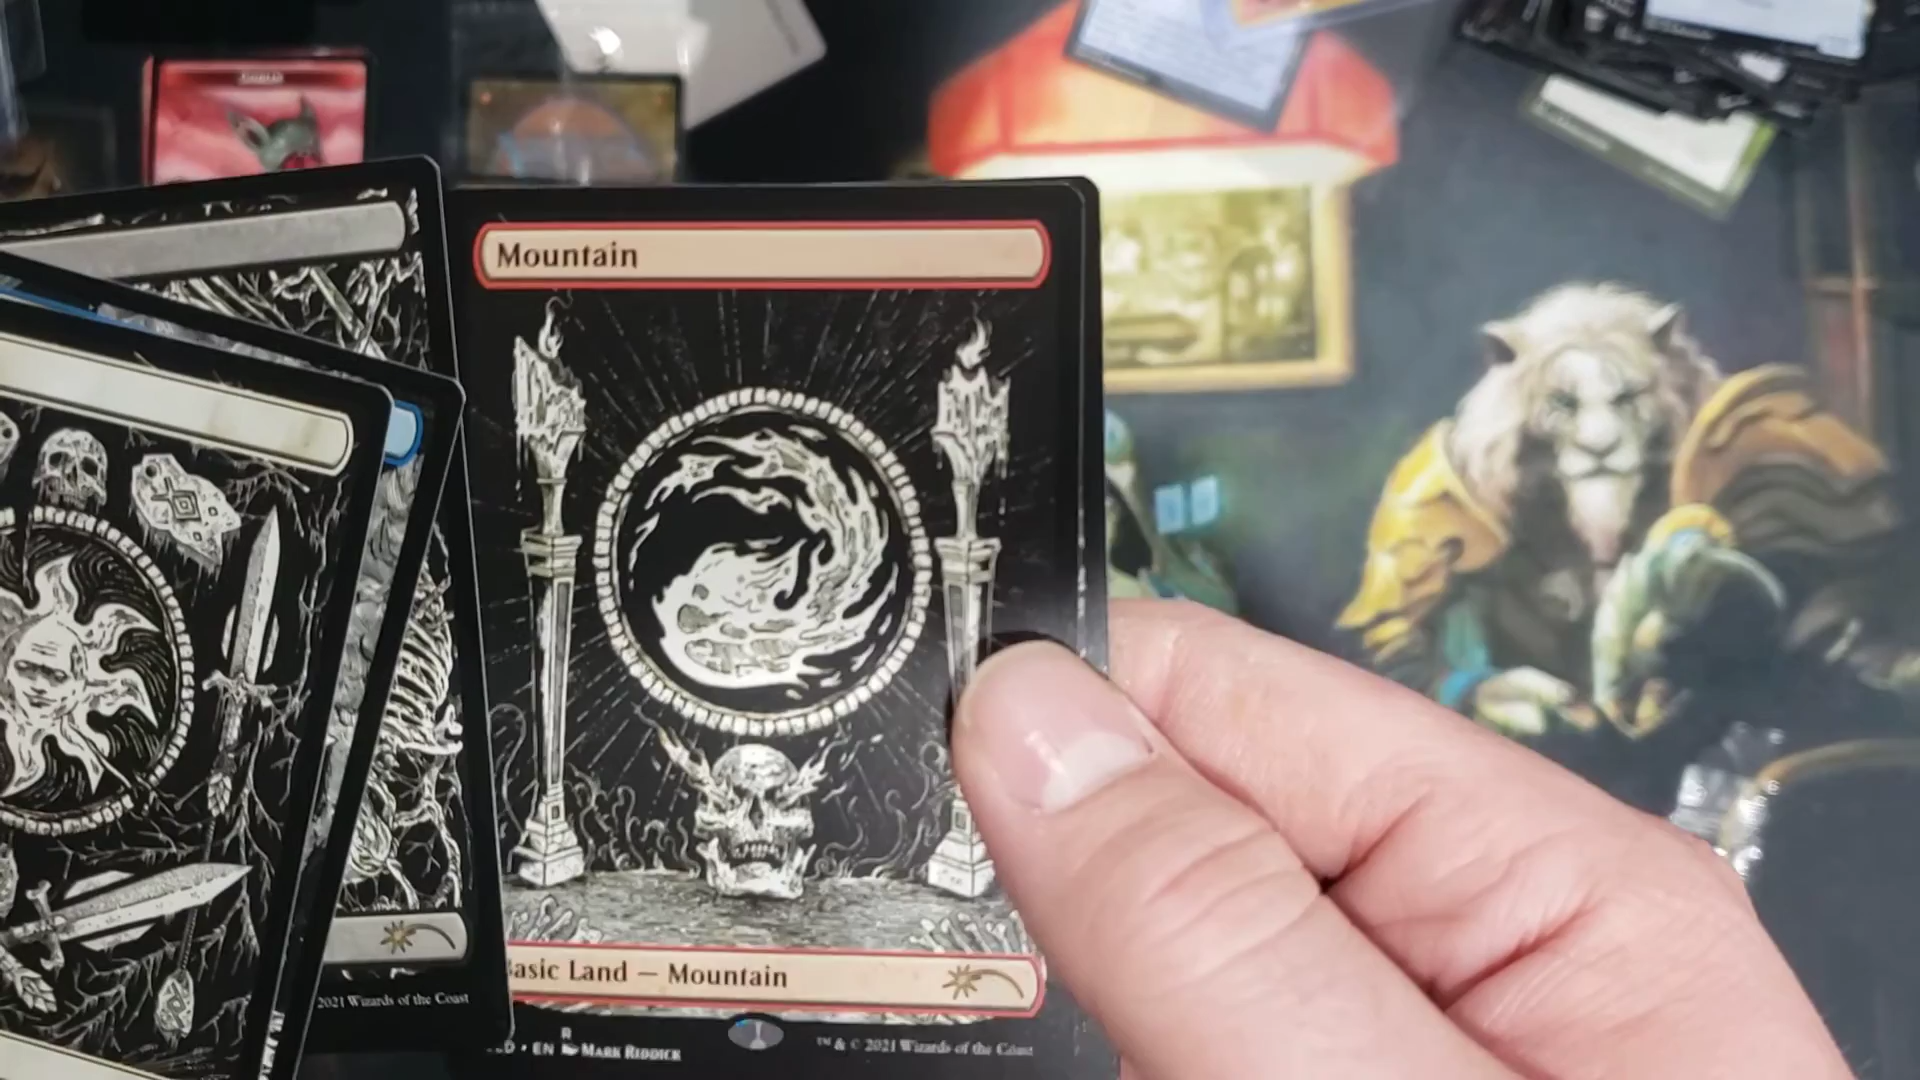 Mountain
asic Land — Mountain
2021 Wizards of the Coast
R
D • EN MARK RIDDICK
™ & © 2021 Wizards of the Coast